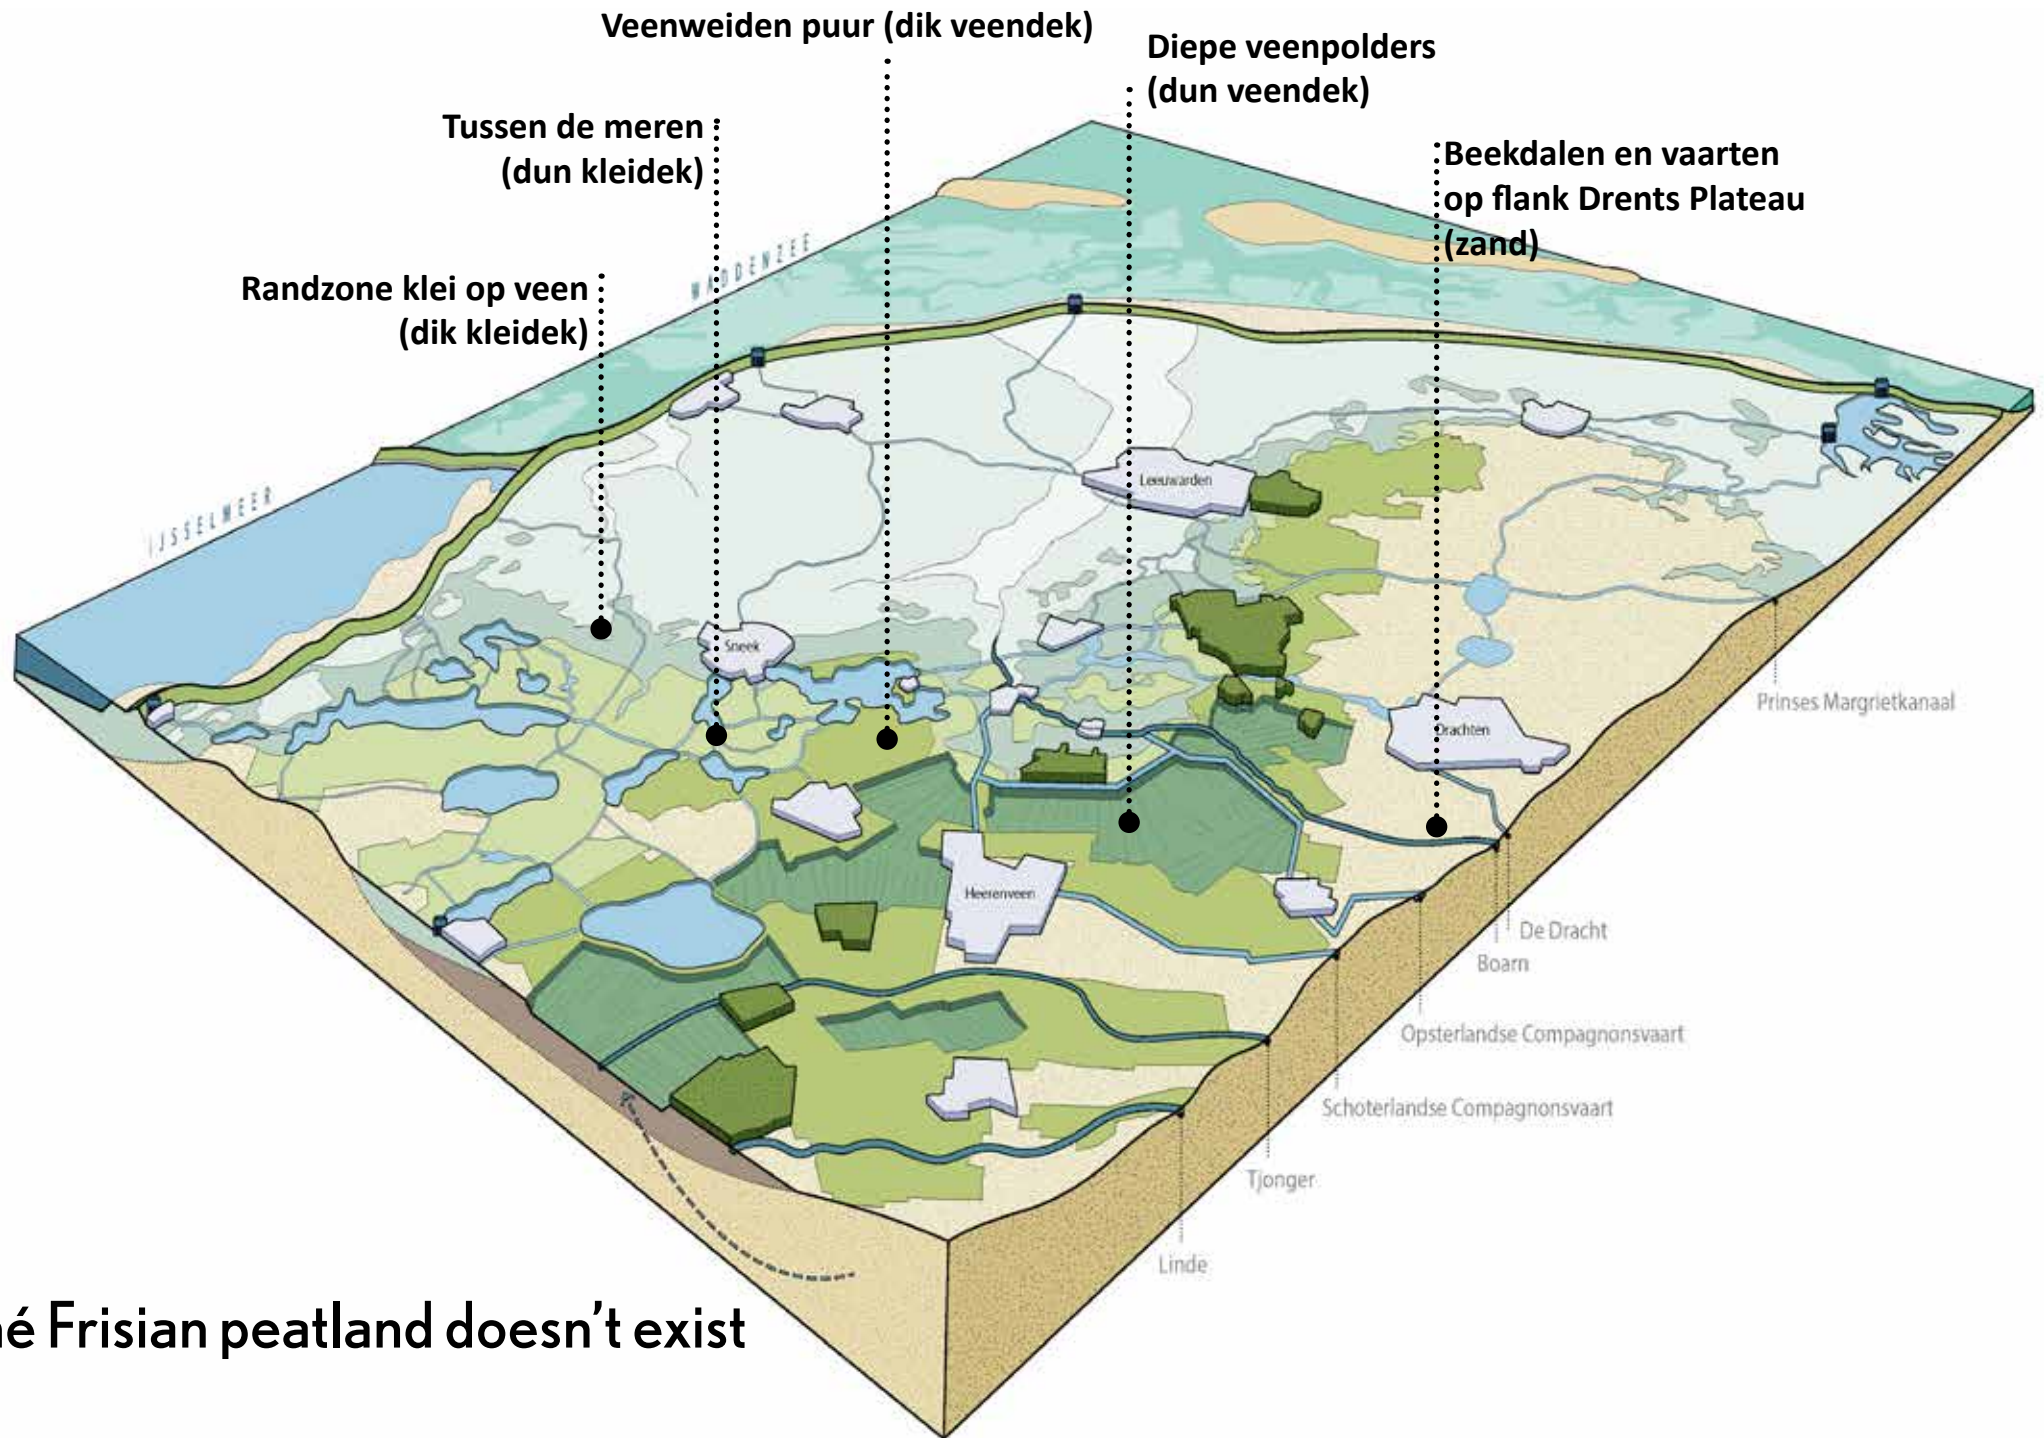 Veenweiden puur (dik veendek)
Diepe veenpolders
(dun veendek)
Tussen de meren
(dun kleidek)
Beekdalen en vaarten
op flank Drents Plateau
(zand)
Randzone klei op veen
(dik kleidek)
WADDENZEE
IJSSELMEER
Leeuwarden
Sneek
Drachten
Heerenveen
Prinses Margrietkanaal
De Dracht
Boarn
Opsterlandse Compagnonsvaart
Schoterlandse Compagnonsvaart
Tjonger
Linde
Frisian peatland doesn't exist